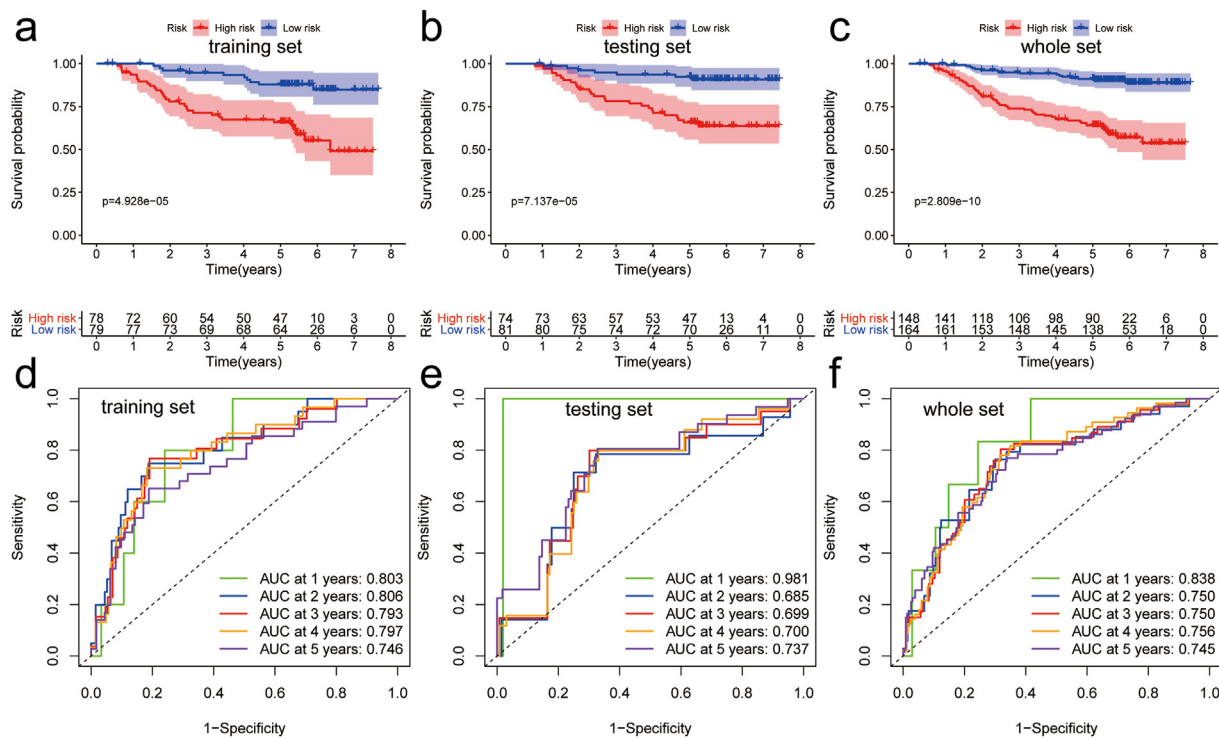 a
Risk High risk Low risk
training set
Survival probability
1.00
0.75
0.50
0.25
0.00
p=4.928e−05
0 1 2 3 4 5 6 7 8
Time(years)
Risk
High risk 78 72 60 54 50 47 10 3 0
Low risk 79 77 73 69 68 64 26 6 0
0 1 2 3 4 5 6 7 8
Time(years)
b
Risk High risk Low risk
testing set
Survival probability
1.00
0.75
0.50
0.25
0.00
p=7.137e−05
0 1 2 3 4 5 6 7 8
Time(years)
Risk
High risk 74 73 63 57 53 47 13 4 0
Low risk 81 80 75 74 72 70 26 11 0
0 1 2 3 4 5 6 7 8
Time(years)
c
Risk High risk Low risk
whole set
Survival probability
1.00
0.75
0.50
0.25
0.00
p=2.809e−10
0 1 2 3 4 5 6 7 8
Time(years)
Risk
High risk 148 141 118 106 98 90 22 6 0
Low risk 164 161 153 148 145 138 53 18 0
0 1 2 3 4 5 6 7 8
Time(years)
d
training set
Sensitivity
1.0
0.8
0.6
0.4
0.2
0.0
AUC at 1 years: 0.803
AUC at 2 years: 0.806
AUC at 3 years: 0.793
AUC at 4 years: 0.797
AUC at 5 years: 0.746
0.0 0.2 0.4 0.6 0.8 1.0
1−Specificity
e
testing set
Sensitivity
1.0
0.8
0.6
0.4
0.2
0.0
AUC at 1 years: 0.981
AUC at 2 years: 0.685
AUC at 3 years: 0.699
AUC at 4 years: 0.700
AUC at 5 years: 0.737
0.0 0.2 0.4 0.6 0.8 1.0
1−Specificity
f
whole set
Sensitivity
1.0
0.8
0.6
0.4
0.2
0.0
AUC at 1 years: 0.838
AUC at 2 years: 0.750
AUC at 3 years: 0.750
AUC at 4 years: 0.756
AUC at 5 years: 0.745
0.0 0.2 0.4 0.6 0.8 1.0
1−Specificity